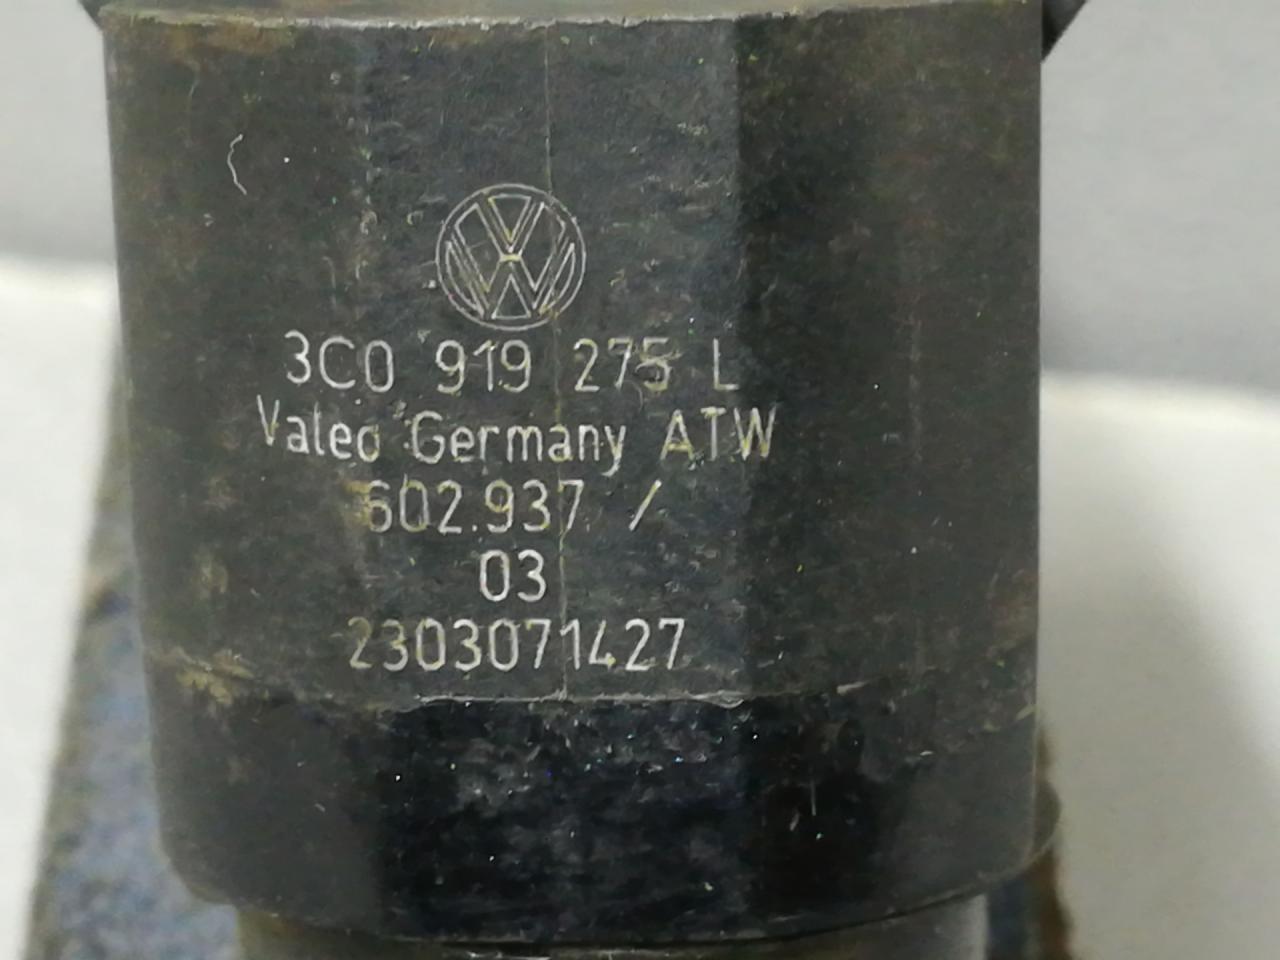 3C0 919 275 L
Valeo Germany ATW
602.937 /
03
2303071427